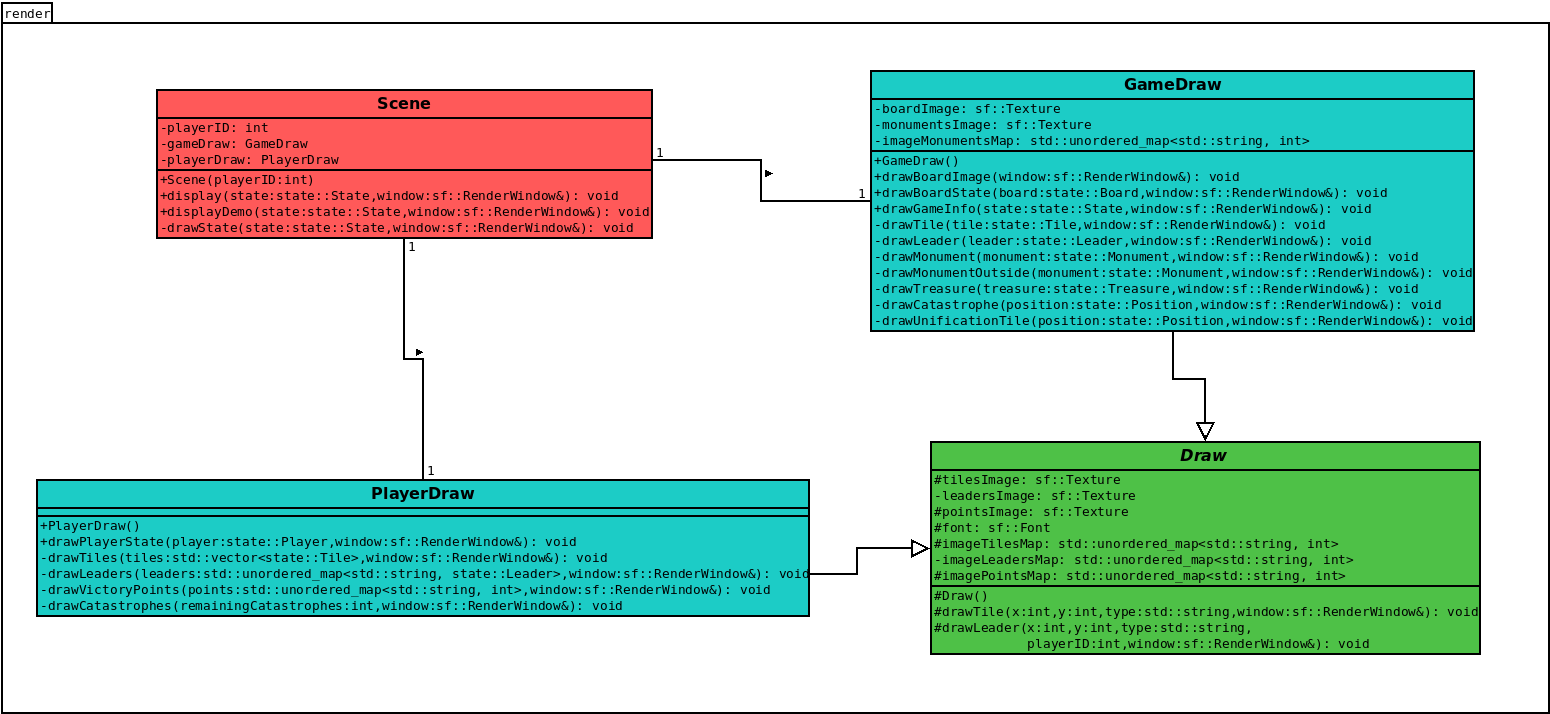 render
Scene
-playerID: int
-gameDraw: GameDraw
-playerDraw: PlayerDraw
+Scene(playerID:int)
+display(state:state::State,window:sf::RenderWindow&): void
+displayDemo(state:state::State,window:sf::RenderWindow&): void
-drawState(state:state::State,window:sf::RenderWindow&): void
1
1
1
1
GameDraw
-boardImage: sf::Texture
-monumentsImage: sf::Texture
-imageMonumentsMap: std::unordered_map<std::string, int>
+GameDraw()
+drawBoardImage(window:sf::RenderWindow&): void
+drawBoardState(board:state::Board,window:sf::RenderWindow&): void
+drawGameInfo(state:state::State,window:sf::RenderWindow&): void
-drawTile(tile:state::Tile,window:sf::RenderWindow&): void
-drawLeader(leader:state::Leader,window:sf::RenderWindow&): void
-drawMonument(monument:state::Monument,window:sf::RenderWindow&): void
-drawMonumentOutside(monument:state::Monument,window:sf::RenderWindow&): void
-drawTreasure(treasure:state::Treasure,window:sf::RenderWindow&): void
-drawCatastrophe(position:state::Position,window:sf::RenderWindow&): void
-drawUnificationTile(position:state::Position,window:sf::RenderWindow&): void
PlayerDraw
+PlayerDraw()
+drawPlayerState(player:state::Player,window:sf::RenderWindow&): void
-drawTiles(tiles:std::vector<state::Tile>,window:sf::RenderWindow&): void
-drawLeaders(leaders:std::unordered_map<std::string, state::Leader>,window:sf::RenderWindow&): void
-drawVictoryPoints(points:std::unordered_map<std::string, int>,window:sf::RenderWindow&): void
-drawCatastrophes(remainingCatastrophes:int,window:sf::RenderWindow&): void
Draw
#tilesImage: sf::Texture
-leadersImage: sf::Texture
#pointsImage: sf::Texture
#font: sf::Font
#imageTilesMap: std::unordered_map<std::string, int>
-imageLeadersMap: std::unordered_map<std::string, int>
#imagePointsMap: std::unordered_map<std::string, int>
#Draw()
#drawTile(x:int,y:int,type:std::string,window:sf::RenderWindow&): void
#drawLeader(x:int,y:int,type:std::string,
playerID:int,window:sf::RenderWindow&): void